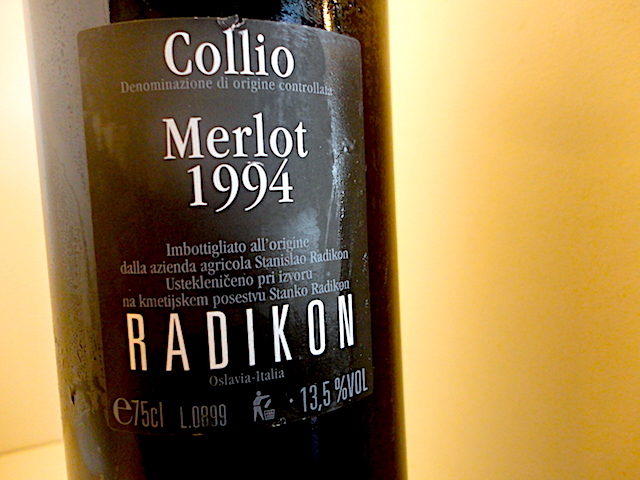 Collio
Denominazione di origine controllata
Merlot
1994
Imbottigliato all'origine
dalla azienda agricola Stanislao Radikon
Ustekleničeno pri izvoru
na kmetijskem posestvu Stanko Radikon
RADIKON
Oslavia-Italia
e75cl L.0899 · 13,5 %VOL